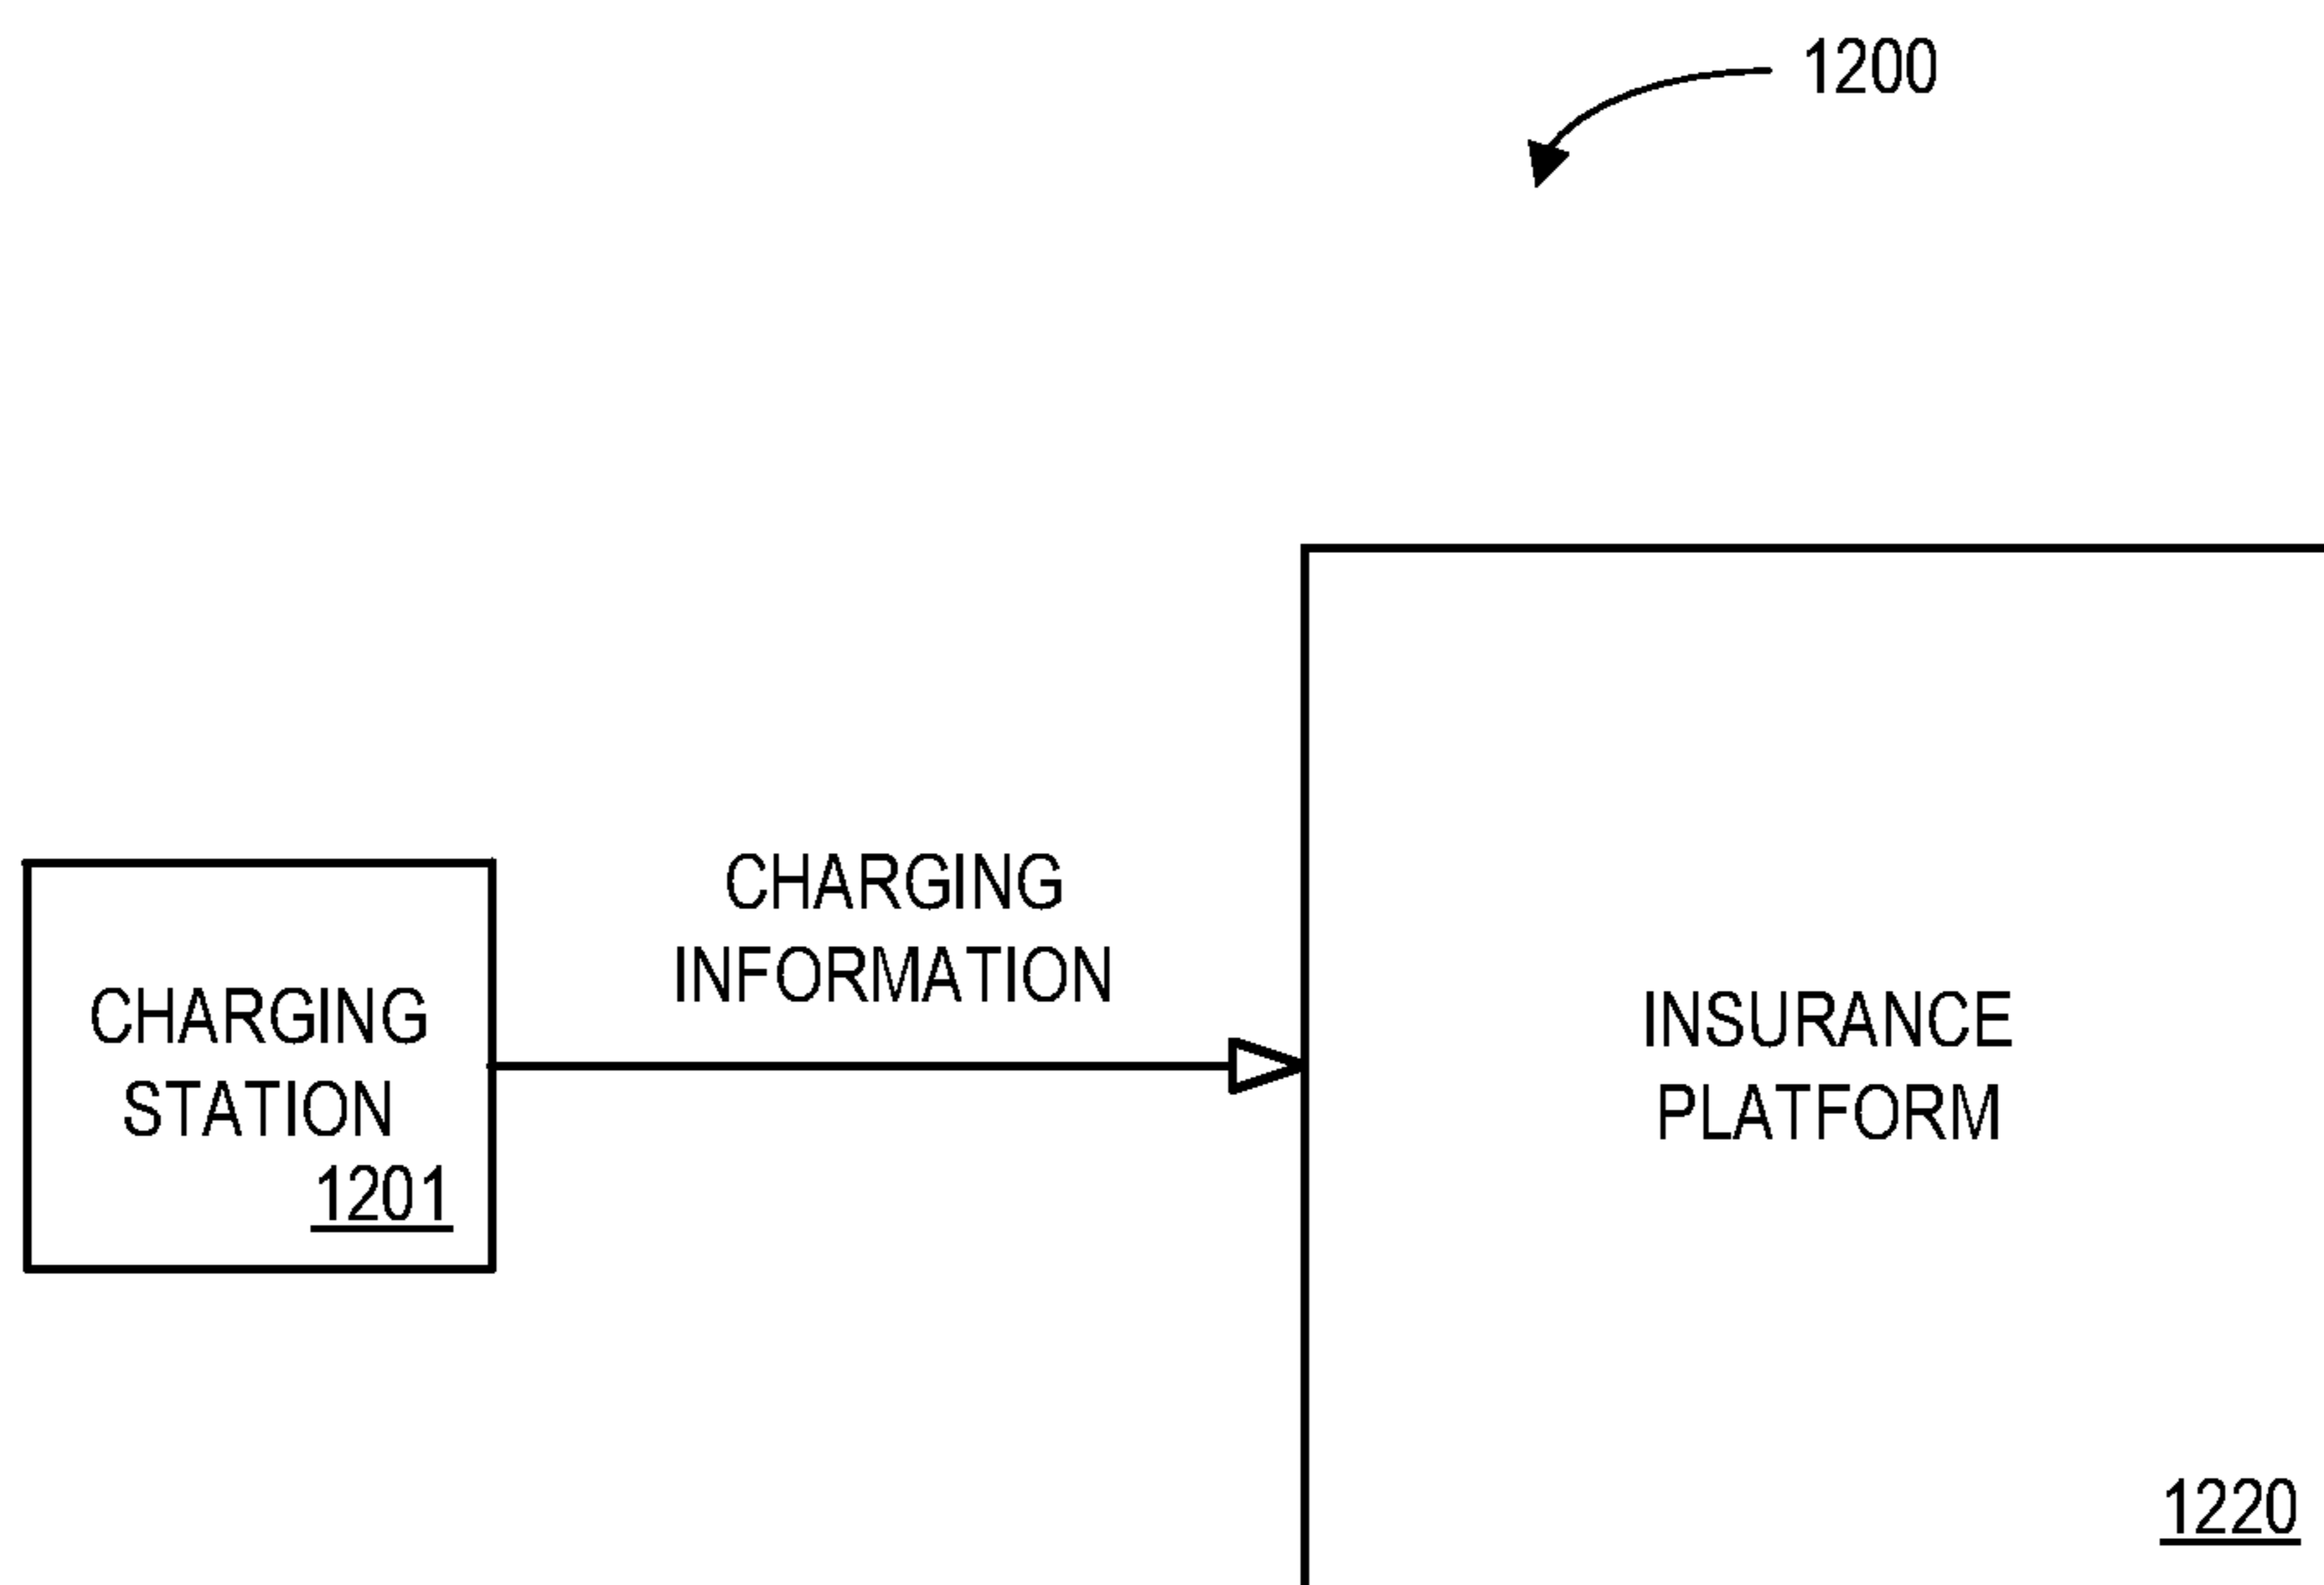 1200
CHARGING
INFORMATION
CHARGING
STATION
1201
INSURANCE
PLATFORM
1220